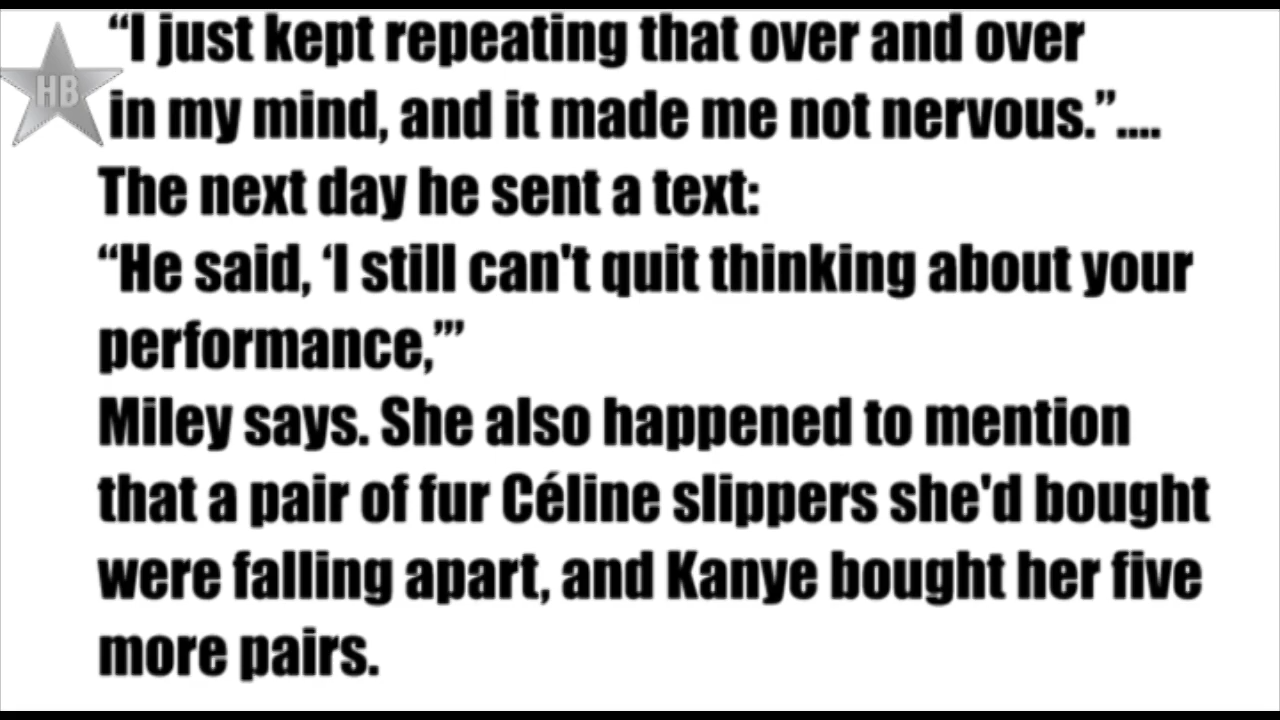 HB
“I just kept repeating that over and over
in my mind, and it made me not nervous.”....
The next day he sent a text:
“He said, ‘I still can't quit thinking about your
performance,”’
Miley says. She also happened to mention
that a pair of fur Céline slippers she'd bought
were falling apart, and Kanye bought her five
more pairs.